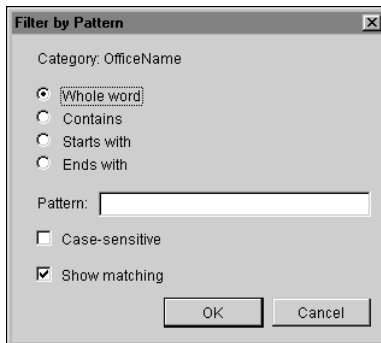 Filter by Pattern
Category: OfficeName
Whole word
Contains
Starts with
Ends with
Pattern:
Case-sensitive
Show matching
OK Cancel